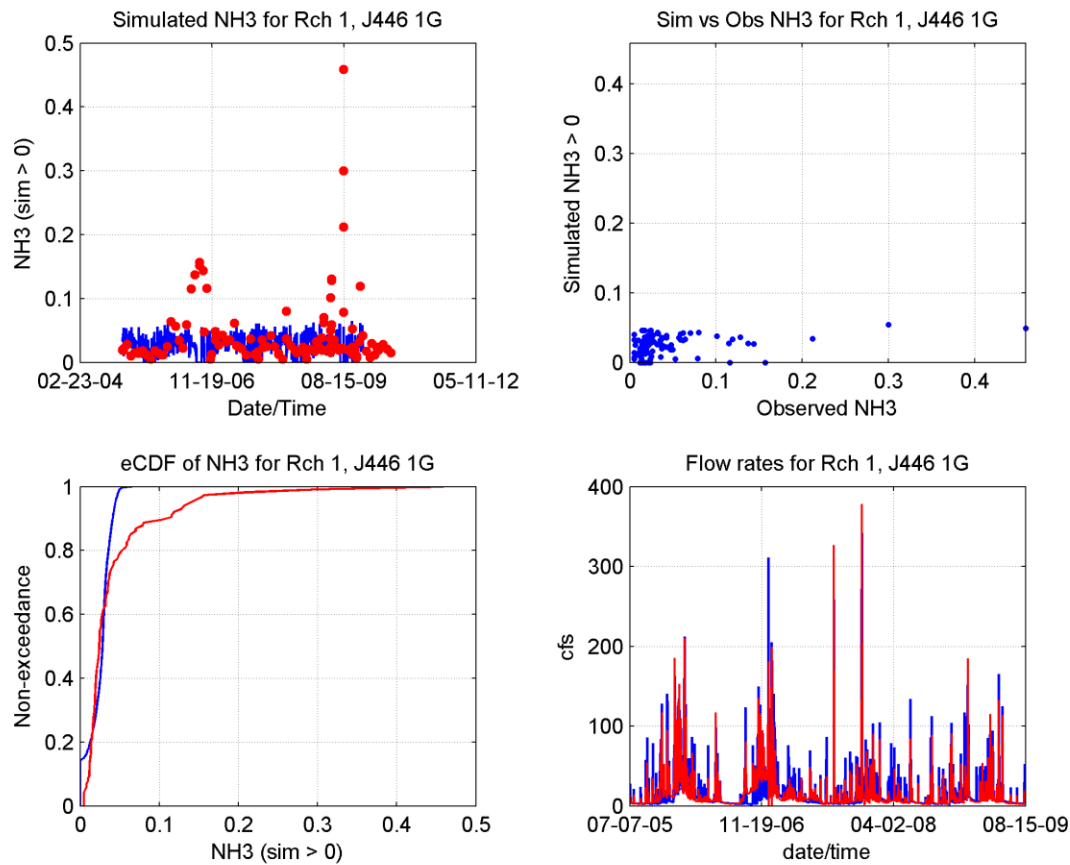 Simulated NH3 for Rch 1, J446 1G
0.5
0.4
0.3
0.2
0.1
0
NH3 (sim > 0)
02-23-04 11-19-06 08-15-09 05-11-12
Date/Time
Sim vs Obs NH3 for Rch 1, J446 1G
0.4
0.3
0.2
0.1
0
Simulated NH3 > 0
0 0.1 0.2 0.3 0.4
Observed NH3
eCDF of NH3 for Rch 1, J446 1G
1
0.8
0.6
0.4
0.2
0
Non-exceedance
0 0.1 0.2 0.3 0.4 0.5
NH3 (sim > 0)
Flow rates for Rch 1, J446 1G
400
300
200
100
0
cfs
07-07-05 11-19-06 04-02-08 08-15-09
date/time